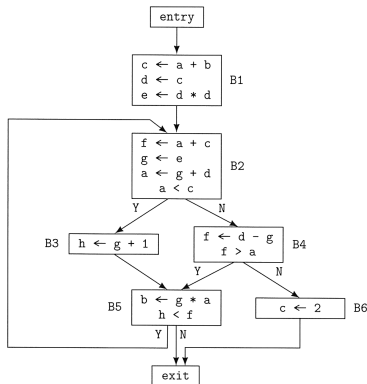 entry
c ← a + b
d ← c
e ← d * d
B1
f ← a + c
g ← e
a ← g + d
a < c
B2
Y
N
B3
h ← g + 1
f ← d - g
f > a
B4
Y
N
B5
b ← g * a
h < f
c ← 2
B6
Y
N
exit